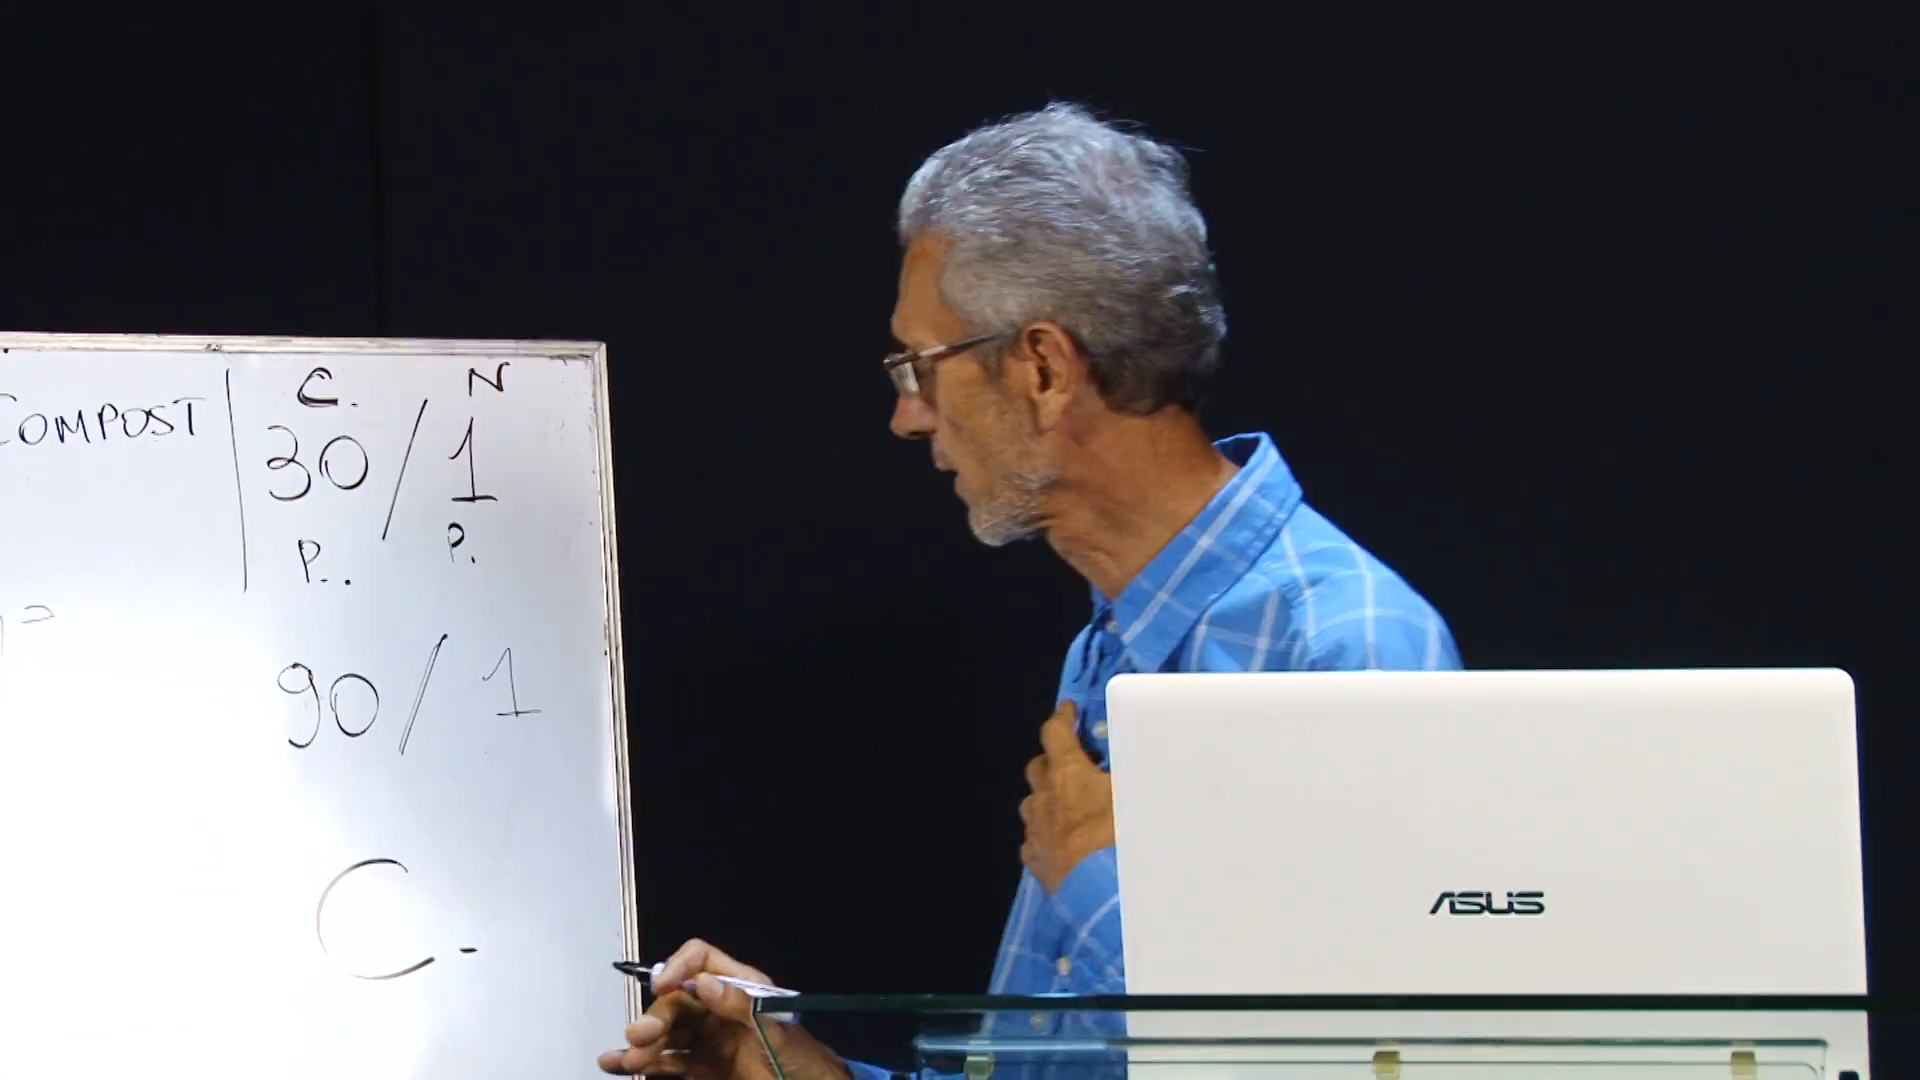 C. N
COMPOST
30 / 1
P.. P.
90 / 1
C.-
ASUS